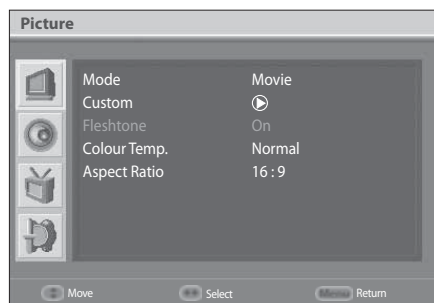 Picture
Mode Movie
Custom
Fleshtone On
Colour Temp. Normal
Aspect Ratio 16 : 9
Move Select Menu Return